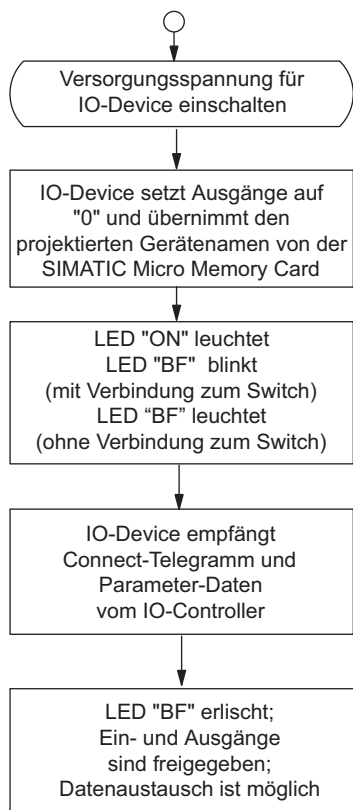 Versorgungsspannung für
IO-Device einschalten
IO-Device setzt Ausgänge auf
"0" und übernimmt den
projektierten Gerätenamen von der
SIMATIC Micro Memory Card
LED "ON" leuchtet
LED "BF" blinkt
(mit Verbindung zum Switch)
LED “BF” leuchtet
(ohne Verbindung zum Switch)
IO-Device empfängt
Connect-Telegramm und
Parameter-Daten
vom IO-Controller
LED "BF" erlischt;
Ein- und Ausgänge
sind freigegeben;
Datenaustausch ist möglich